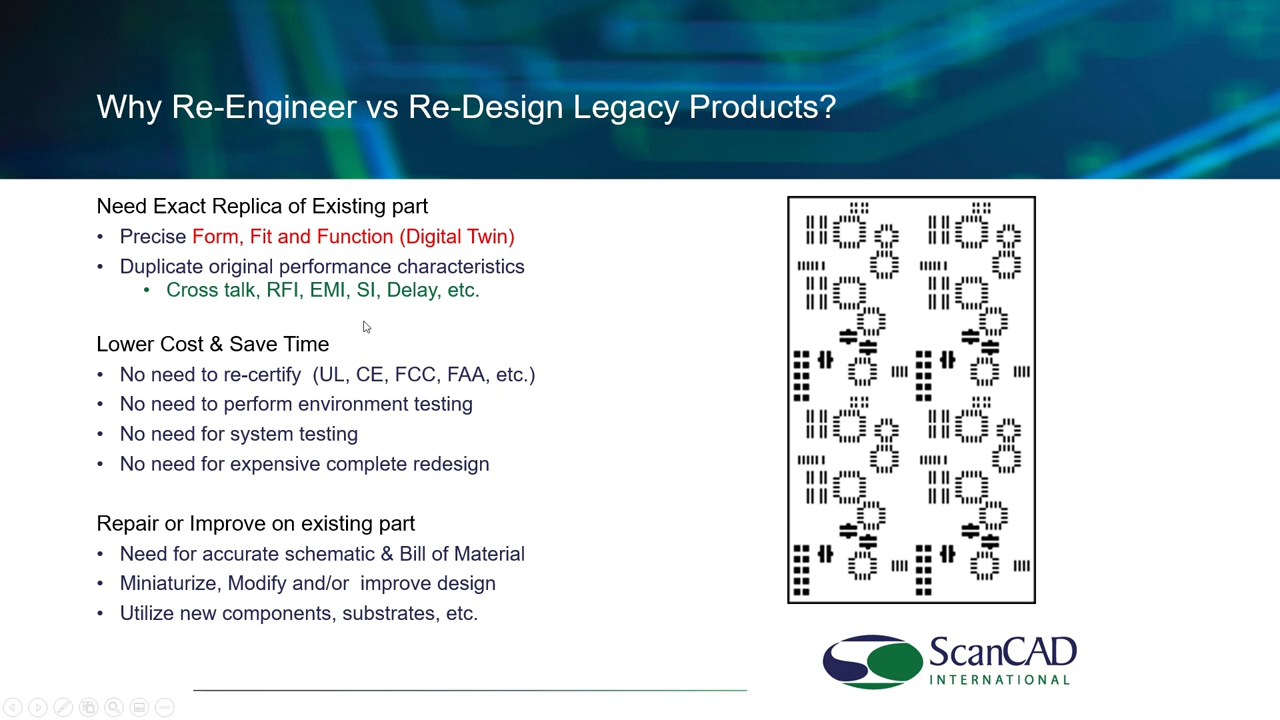 Why Re-Engineer vs Re-Design Legacy Products?
Need Exact Replica of Existing part
• Precise Form, Fit and Function (Digital Twin)
• Duplicate original performance characteristics
• Cross talk, RFI, EMI, SI, Delay, etc.
Lower Cost & Save Time
• No need to re-certify  (UL, CE, FCC, FAA, etc.)
• No need to perform environment testing
• No need for system testing
• No need for expensive complete redesign
Repair or Improve on existing part
• Need for accurate schematic & Bill of Material
• Miniaturize, Modify and/or  improve design
• Utilize new components, substrates, etc.
ScanCAD
INTERNATIONAL